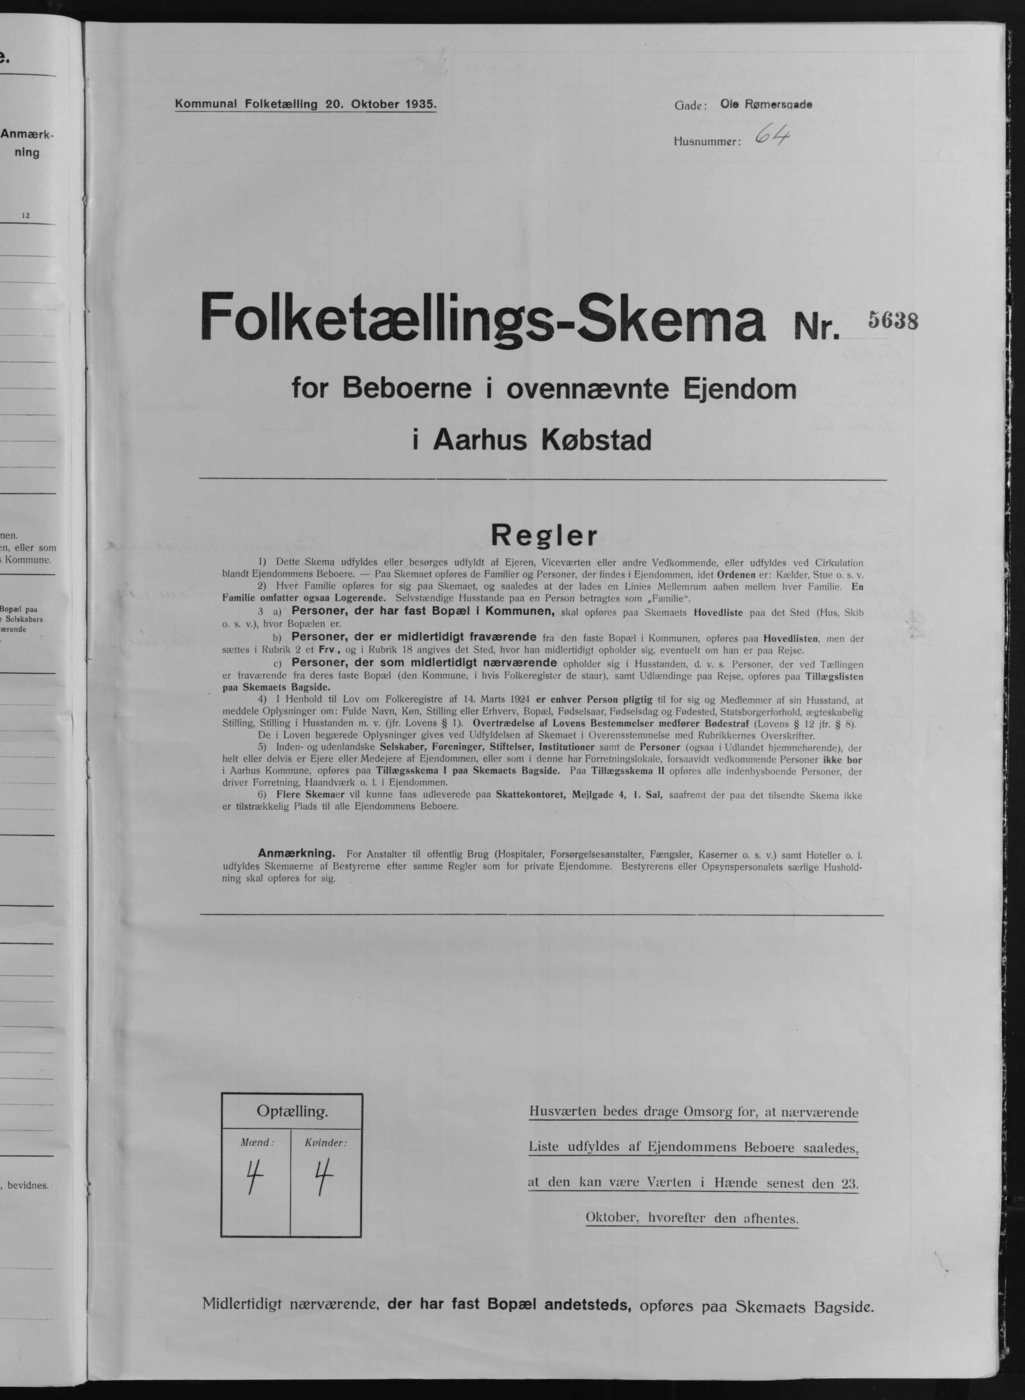 e.
Anmærk-
ning
12
men.
en, eller som
s Kommune.
Bopæl paa
e Selskabers
værende
, bevidnes.
Kommunal Folketælling 20. Oktober 1935.
Gade: Ole Rømersgade
Husnummer: 64
Folketællings-Skema Nr. 5638
for Beboerne i ovennævnte Ejendom
i Aarhus Købstad
Regler
1) Dette Skema udfyldes eller besørges udfyldt af Ejeren, Viceværten eller andre Vedkommende, eller udfyldes ved Cirkulation
blandt Ejendommens Beboere. — Paa Skemaet opføres de Familier og Personer, der findes i Ejendommen, idet Ordenen er: Kælder, Stue o. s. v.
2) Hver Familie opføres for sig paa Skemaet, og saaledes at der lades en Linies Mellemrum aaben mellem hver Familie. En
Familie omfatter ogsaa Logerende. Selvstændige Husstande paa en Person betragtes som „Familie“.
3 a) Personer, der har fast Bopæl i Kommunen, skal opføres paa Skemaets Hovedliste paa det Sted (Hus, Skib
o. s. v.), hvor Bopælen er.
b) Personer, der er midlertidigt fraværende fra den faste Bopæl i Kommunen, opføres paa Hovedlisten, men der
sættes i Rubrik 2 et Frv., og i Rubrik 18 angives det Sted, hvor han midlertidigt opholder sig, eventuelt om han er paa Rejse.
c) Personer, der som midlertidigt nærværende opholder sig i Husstanden, d. v. s. Personer, der ved Tællingen
er fraværende fra deres faste Bopæl (den Kommune, i hvis Folkeregister de staar), samt Udlændinge paa Rejse, opføres paa Tillægslisten
paa Skemaets Bagside.
4) I Henhold til Lov om Folkeregistre af 14. Marts 1924 er enhver Person pligtig til for sig og Medlemmer af sin Husstand, at
meddele Oplysninger om: Fulde Navn, Køn, Stilling eller Erhverv, Bopæl, Fødselsaar, Fødselsdag og Fødested, Statsborgerforhold, ægteskabelig
Stilling, Stilling i Husstanden m. v. (jfr. Lovens § 1). Overtrædelse af Lovens Bestemmelser medfører Bødestraf (Lovens § 12 jfr. § 8).
De i Loven begærede Oplysninger gives ved Udfyldelsen af Skemaet i Overensstemmelse med Rubrikkernes Overskrifter.
5) Inden- og udenlandske Selskaber, Foreninger, Stiftelser, Institutioner samt de Personer (ogsaa i Udlandet hjemmehørende), der
helt eller delvis er Ejere eller Medejere af Ejendommen, eller som i denne har Forretningslokale, forsaavidt vedkommende Personer ikke bor
i Aarhus Kommune, opføres paa Tillægsskema I paa Skemaets Bagside. Paa Tillægsskema II opføres alle indenbysboende Personer, der
driver Forretning, Haandværk o. l. i Ejendommen.
6) Flere Skemaer vil kunne faas udleverede paa Skattekontoret, Mejlgade 4, 1. Sal, saafremt der paa det tilsendte Skema ikke
er tilstrækkelig Plads til alle Ejendommens Beboere.
Anmærkning. For Anstalter til offentlig Brug (Hospitaler, Forsørgelsesanstalter, Fængsler, Kaserner o. s. v.) samt Hoteller o. l.
udfyldes Skemaerne af Bestyrerne efter samme Regler som for private Ejendomme. Bestyrerens eller Opsynspersonalets særlige Hushold-
ning skal opføres for sig.
Optælling.
Mænd: Kvinder:
4 4
Husværten bedes drage Omsorg for, at nærværende
Liste udfyldes af Ejendommens Beboere saaledes,
at den kan være Værten i Hænde senest den 23.
Oktober, hvorefter den afhentes.
Midlertidigt nærværende, der har fast Bopæl andetsteds, opføres paa Skemaets Bagside.